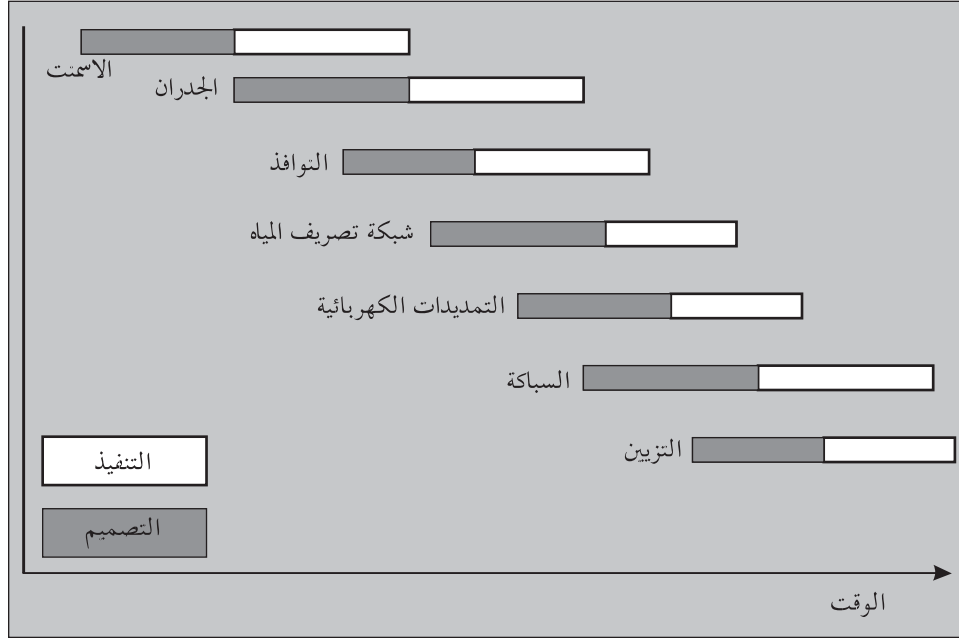 الاسمنت
الجدران
النوافذ
شبكة تصريف المياه
التمديدات الكهربائية
السباكة
التزيين
التنفيذ
التصميم
الوقت